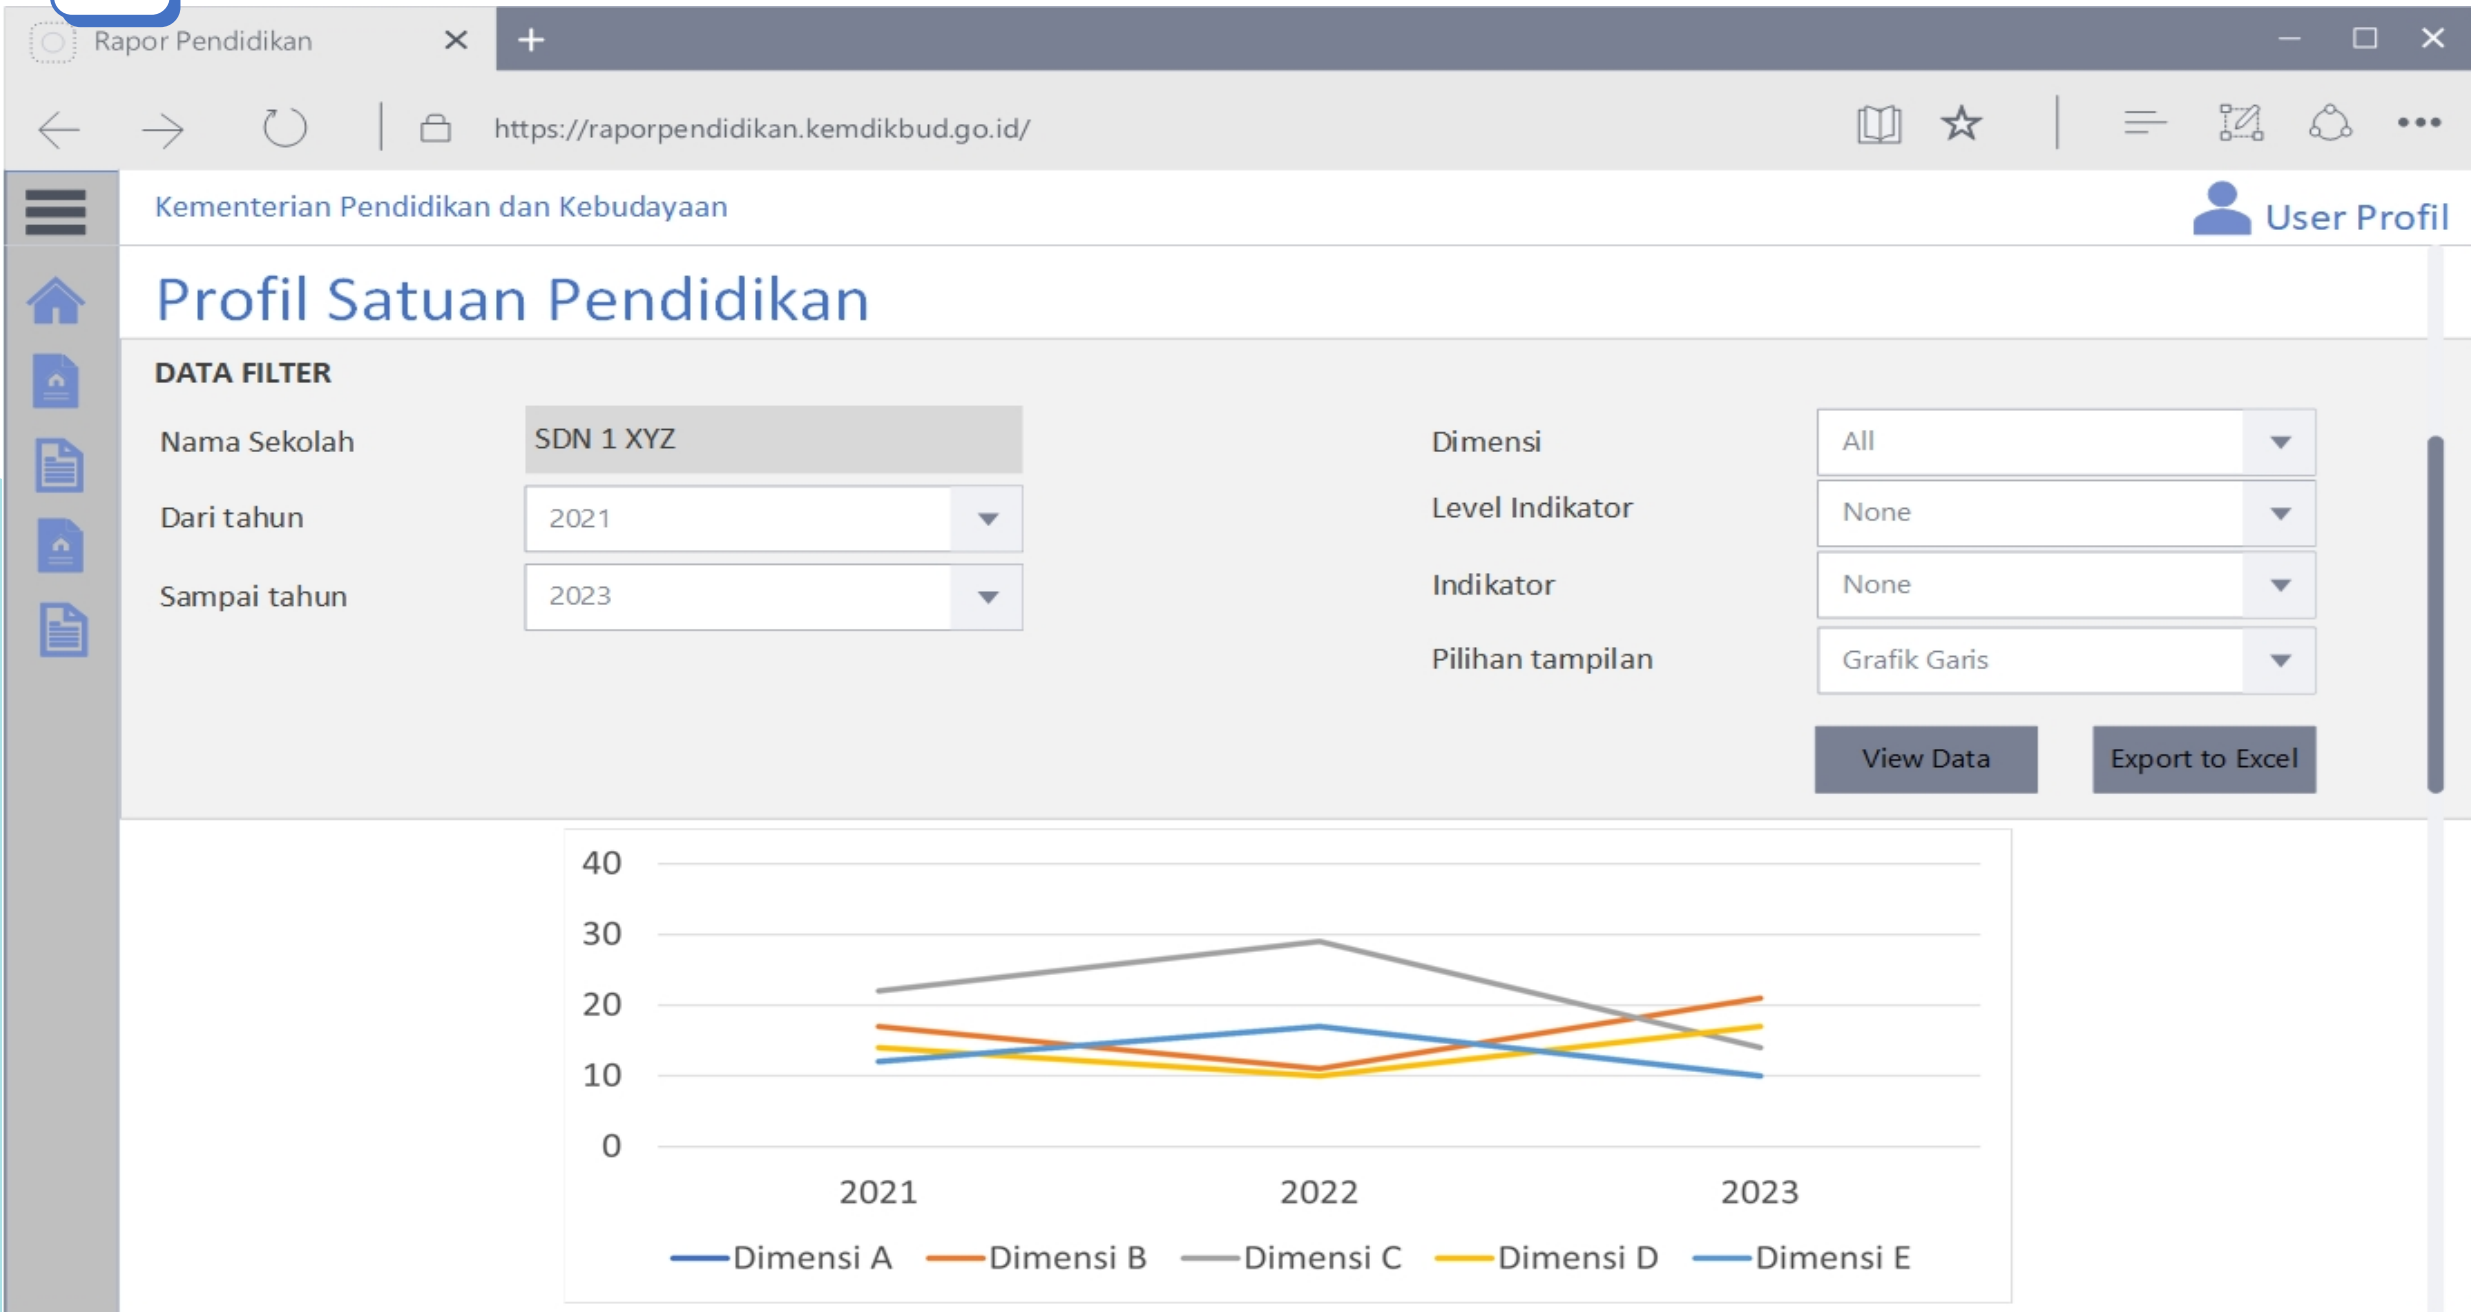 Rapor Pendidikan
https://raporpendidikan.kemdikbud.go.id/
Kementerian Pendidikan dan Kebudayaan
User Profil
Profil Satuan Pendidikan
DATA FILTER
Nama Sekolah SDN 1 XYZ
Dari tahun 2021
Sampai tahun 2023
Dimensi All
Level Indikator None
Indikator None
Pilihan tampilan Grafik Garis
View Data Export to Excel
40
30
20
10
0
2021 2022 2023
Dimensi A Dimensi B Dimensi C Dimensi D Dimensi E